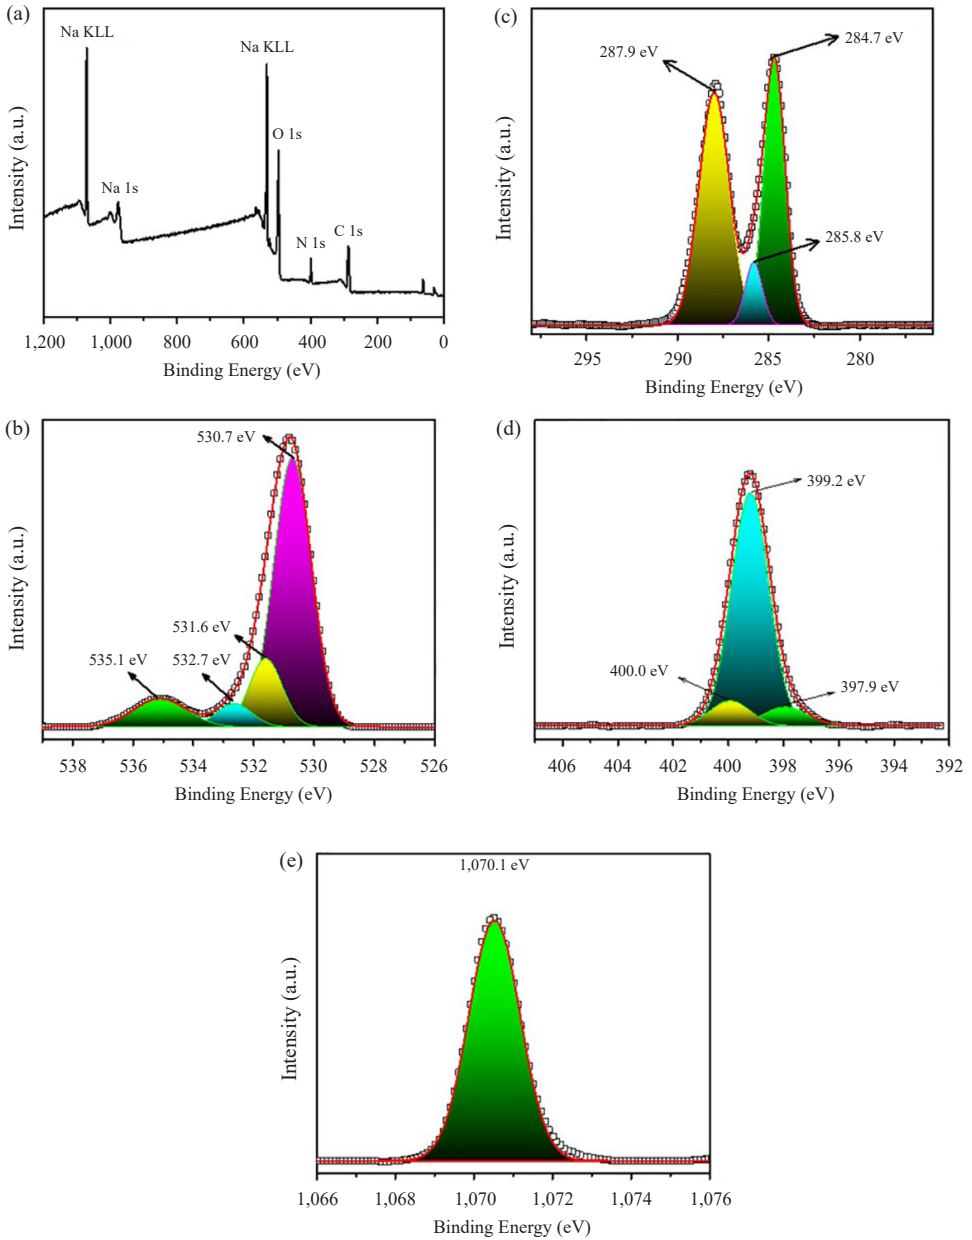 (a)
Na KLL
Na KLL
O 1s
Na 1s
N 1s
C 1s
Intensity (a.u.)
1,200 1,000 800 600 400 200 0
Binding Energy (eV)
(c)
287.9 eV
284.7 eV
285.8 eV
Intensity (a.u.)
295 290 285 280
Binding Energy (eV)
(b)
530.7 eV
531.6 eV
535.1 eV
532.7 eV
Intensity (a.u.)
538 536 534 532 530 528 526
Binding Energy (eV)
(d)
399.2 eV
400.0 eV
397.9 eV
Intensity (a.u.)
406 404 402 400 398 396 394 392
Binding Energy (eV)
(e)
1,070.1 eV
Intensity (a.u.)
1,066 1,068 1,070 1,072 1,074 1,076
Binding Energy (eV)